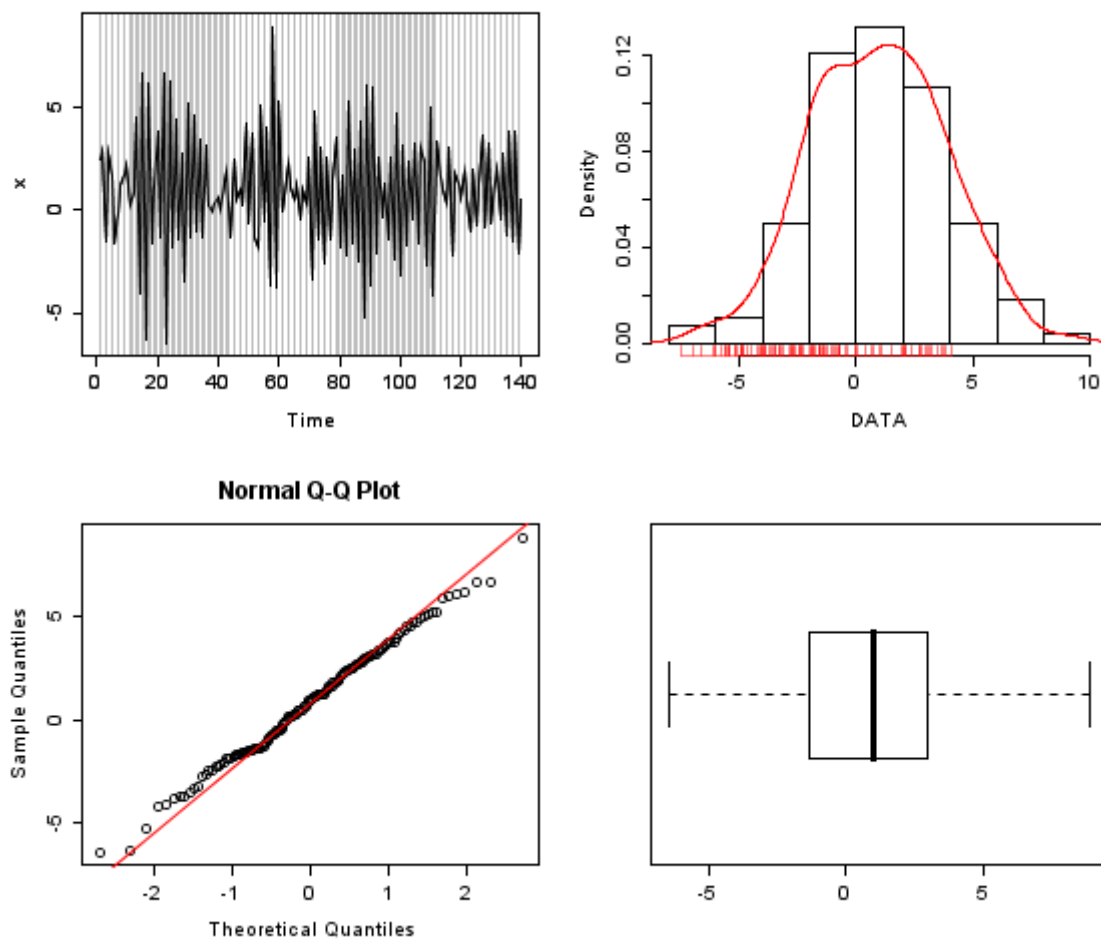 5
0
-5
x
0 20 40 60 80 100 120 140
Time
0.12
0.08
0.04
0.00
Density
-5 0 5 10
DATA
Normal Q-Q Plot
5
0
-5
Sample Quantiles
-2 -1 0 1 2
Theoretical Quantiles
-5 0 5